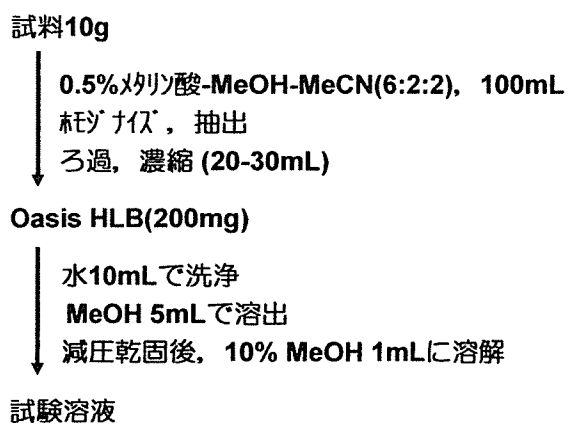 試料10g
0.5%ﾒﾀﾘﾝ酸-MeOH-MeCN(6:2:2)，100mL
ﾎﾓｼﾞﾅｲｽﾞ，抽出
ろ過，濃縮 (20-30mL)
Oasis HLB(200mg)
水10mLで洗浄
MeOH 5mLで溶出
減圧乾固後，10% MeOH 1mLに溶解
試験溶液